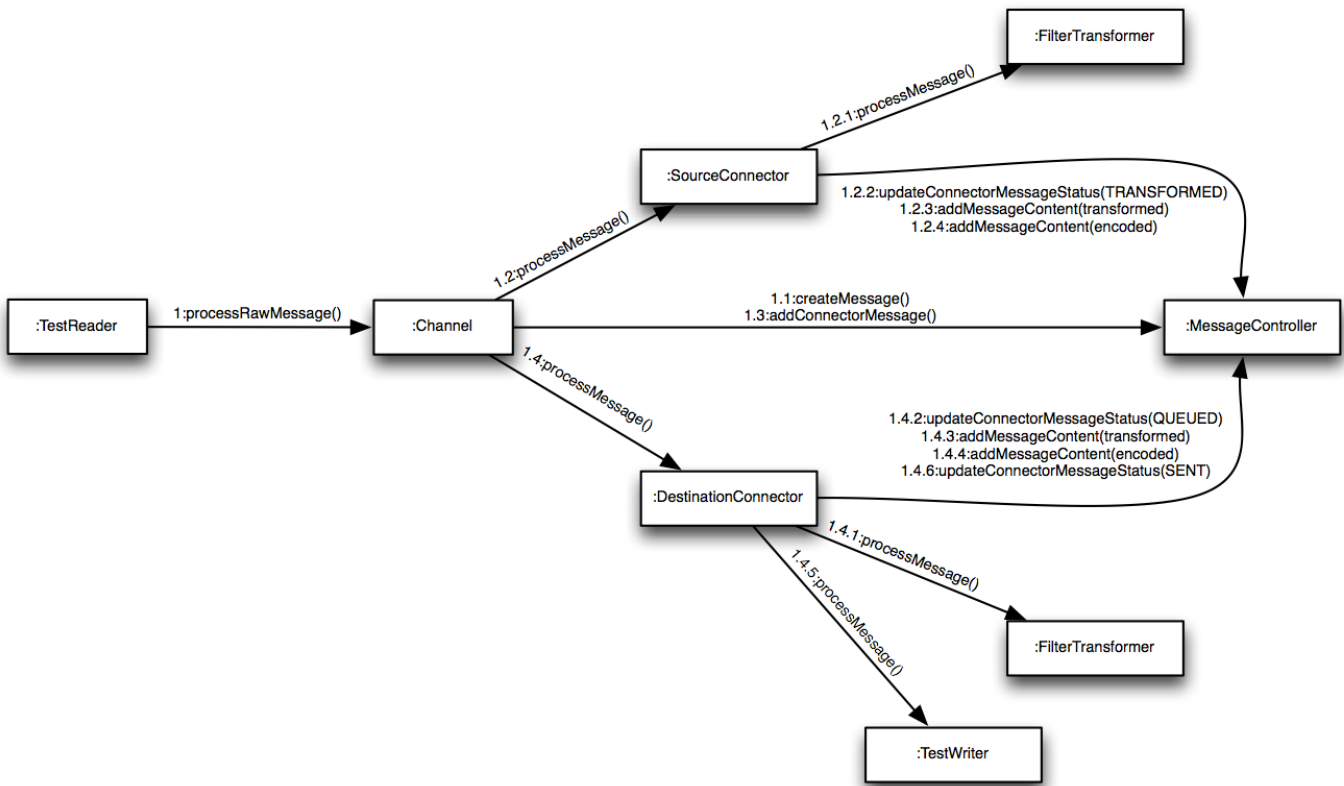 :FilterTransformer
1.2.1:processMessage()
:SourceConnector
1.2.2:updateConnectorMessageStatus(TRANSFORMED)
1.2.3:addMessageContent(transformed)
1.2.4:addMessageContent(encoded)
1.2:processMessage()
:TestReader
1:processRawMessage()
:Channel
1.1:createMessage()
1.3:addConnectorMessage()
:MessageController
1.4:processMessage()
1.4.2:updateConnectorMessageStatus(QUEUED)
1.4.3:addMessageContent(transformed)
1.4.4:addMessageContent(encoded)
1.4.6:updateConnectorMessageStatus(SENT)
:DestinationConnector
1.4.1:processMessage()
1.4.5:processMessage()
:FilterTransformer
:TestWriter